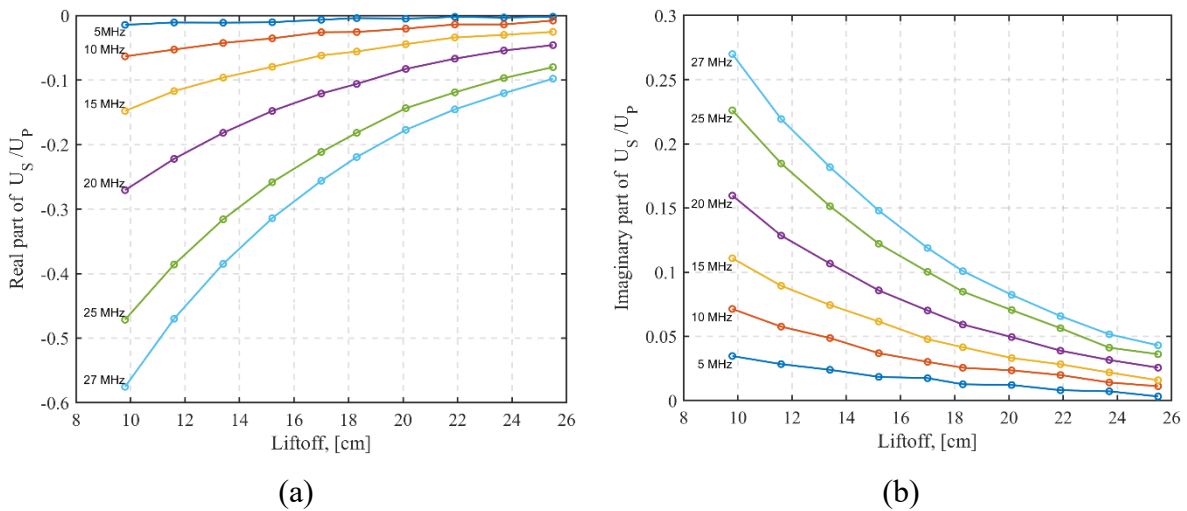 0
-0.1
-0.2
-0.3
-0.4
-0.5
-0.6
8 10 12 14 16 18 20 22 24 26
Real part of U_S/U_P
Liftoff, [cm]
5MHz
10 MHz
15 MHz
20 MHz
25 MHz
27 MHz
(a)
0.3
0.25
0.2
0.15
0.1
0.05
0
8 10 12 14 16 18 20 22 24 26
Imaginary part of U_S/U_P
Liftoff, [cm]
27 MHz
25 MHz
20 MHz
15 MHz
10 MHz
5 MHz
(b)